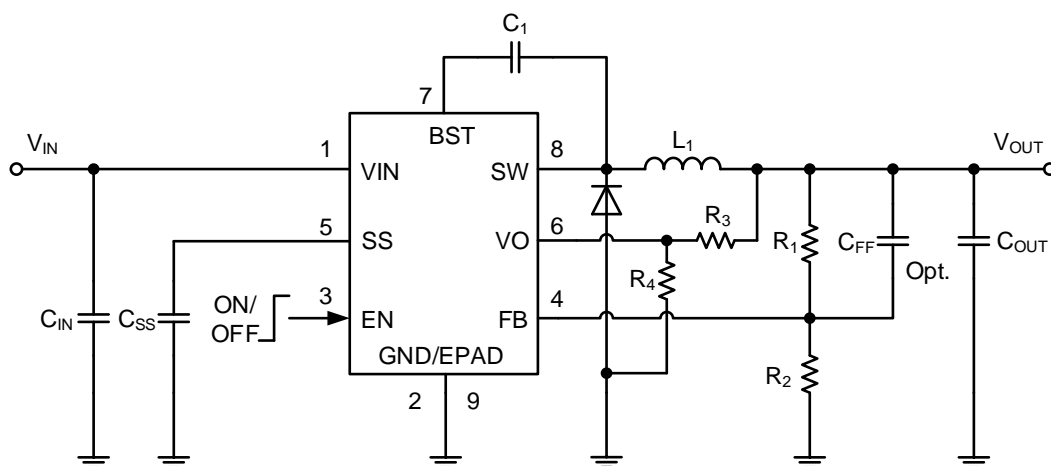 C1
7
BST
VIN
1
VIN
SW
8
L1
VOUT
5
SS
VO
6
R3
R1
CFF
Opt.
COUT
R4
CIN
CSS
ON/
OFF
3
EN
FB
4
GND/EPAD
R2
2
9